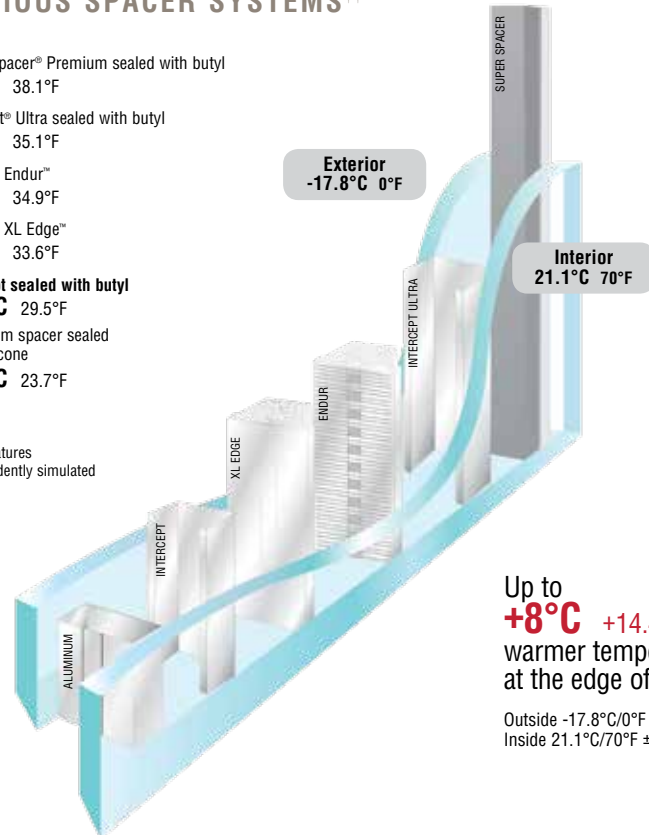 IOUS SPACER SYSTEMS
pacer® Premium sealed with butyl
38.1°F
t® Ultra sealed with butyl
35.1°F
Endur™
34.9°F
XL Edge™
33.6°F
t sealed with butyl
C 29.5°F
m spacer sealed
cone
C 23.7°F
tures
dently simulated
Exterior
-17.8°C 0°F
Interior
21.1°C 70°F
SUPER SPACER
INTERCEPT ULTRA
ENDUR
XL EDGE
INTERCEPT
ALUMINUM
Up to
+8°C +14.
warmer tempe
at the edge of
Outside -17.8°C/0°F
Inside 21.1°C/70°F ±